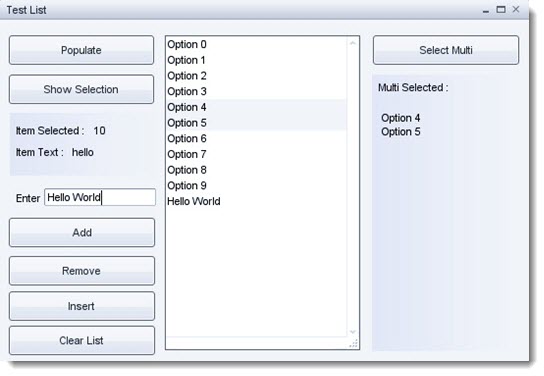 Test List
Populate
Show Selection
Item Selected : 10
Item Text : hello
Enter Hello World
Add
Remove
Insert
Clear List
Option 0
Option 1
Option 2
Option 3
Option 4
Option 5
Option 6
Option 7
Option 8
Option 9
Hello World
Select Multi
Multi Selected :
Option 4
Option 5